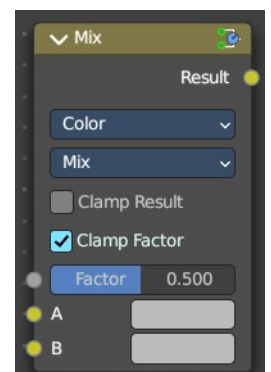 Mix
Result
Color
Mix
Clamp Result
Clamp Factor
Factor 0.500
A
B